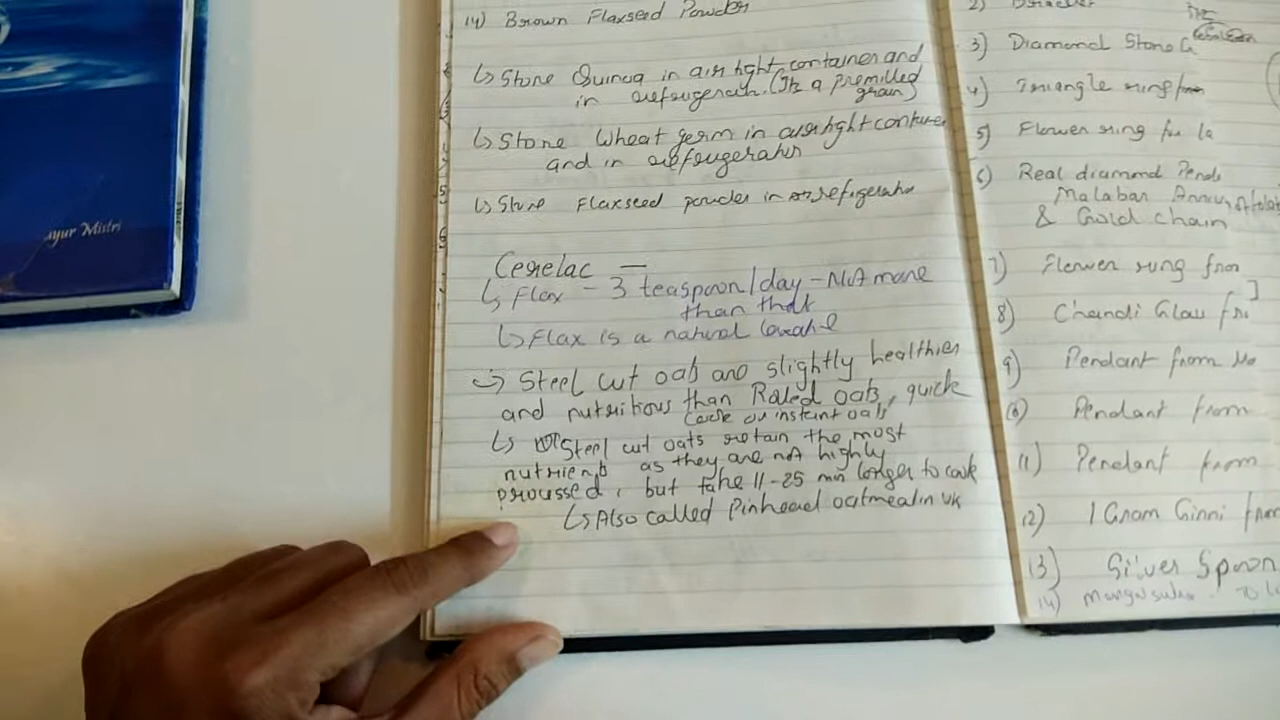 ayur Mistri
14) Brown Flaxseed Powder
↳ Store Quinoa in air tight container and
in refrigerator. (Its a premilled
grain)
↳ Store Wheat germ in airtight container
and in refrigerator
↳ Store Flaxseed powder in refrigerator
Cerelac —
↳ Flax - 3 teaspoon/day - Not more
than that
↳ Flax is a natural
↳ Steel cut oats are slightly healthier
and nutritious than Rolled oats, quick
cook or instant oats
↳ Steel cut oats retain the most
nutrients as they are not highly
processed, but take 11-25 min longer to cook
↳ Also called Pinhead oatmeal in UK
2)
3) Diamond Stone
4) Triangle ring from
5) Flower ring for
6) Real diamond
Malabar
& Gold chain
7) Flower ring from
8) Chandi Glass
9) Pendant from
10) Pendant from
11) Pendant from
12) 1 Gram Ginni from
13) Silver Spoon
14)